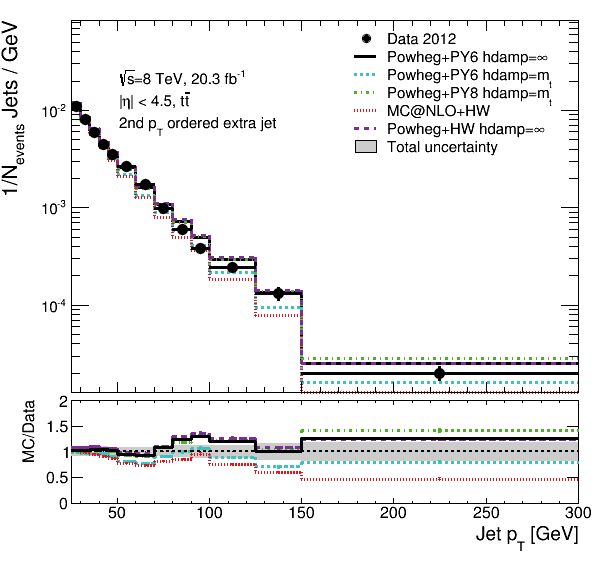 1/N_events Jets / GeV
10^-2
10^-3
10^-4
√s=8 TeV, 20.3 fb^-1
|η| < 4.5, tt̄
2nd p_T ordered extra jet
Data 2012
Powheg+PY6 hdamp=∞
Powheg+PY6 hdamp=m_t
Powheg+PY8 hdamp=m_t
MC@NLO+HW
Powheg+HW hdamp=∞
Total uncertainty
MC/Data
2
1.5
1
0.5
0
50 100 150 200 250 300
Jet p_T [GeV]